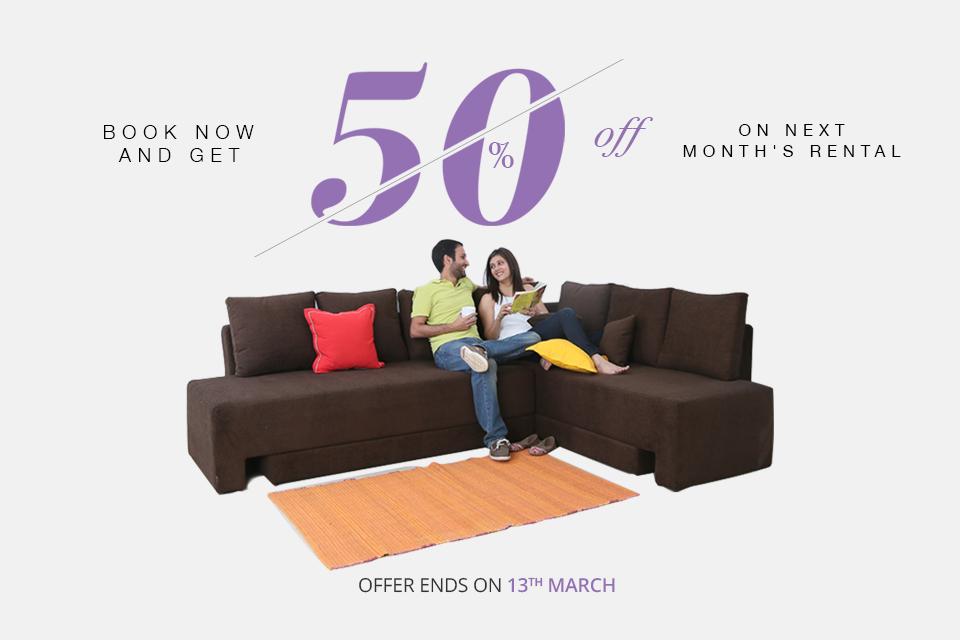 BOOK NOW
AND GET
50%
off
ON NEXT
MONTH'S RENTAL
OFFER ENDS ON 13TH MARCH